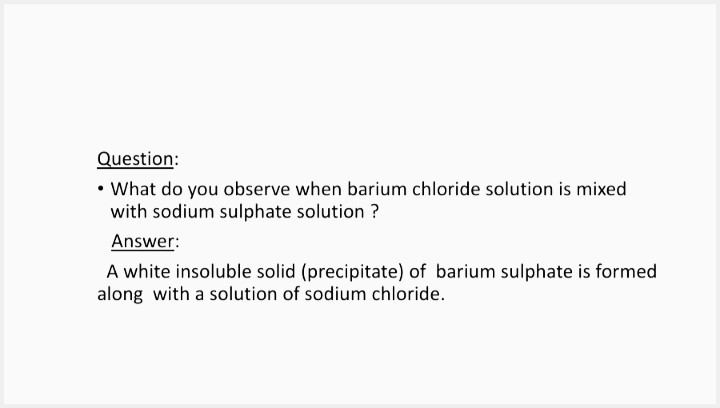 Question:
• What do you observe when barium chloride solution is mixed
with sodium sulphate solution ?
Answer:
A white insoluble solid (precipitate) of barium sulphate is formed
along with a solution of sodium chloride.